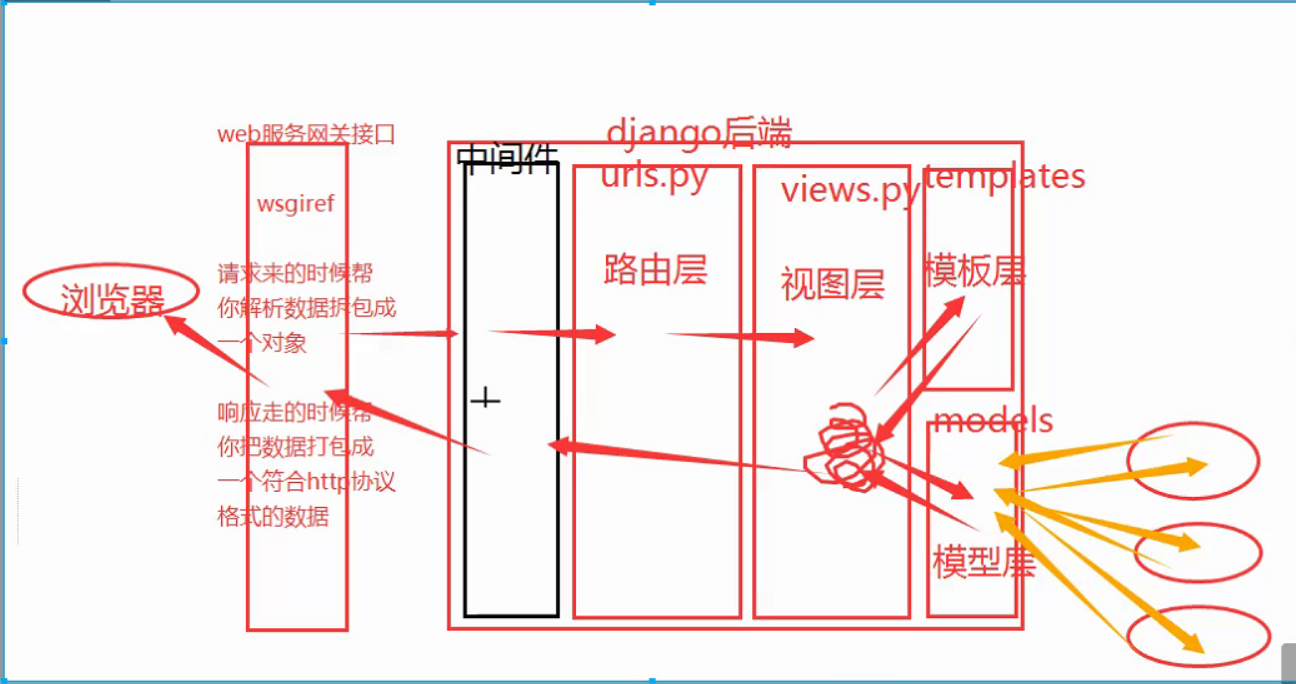 web服务网关接口
wsgiref
请求来的时候帮
你解析数据拆包成
一个对象
响应走的时候帮
你把数据打包成
一个符合http协议
格式的数据
浏览器
django后端
中间件
urls.py
路由层
views.py
视图层
templates
模板层
models
模型层